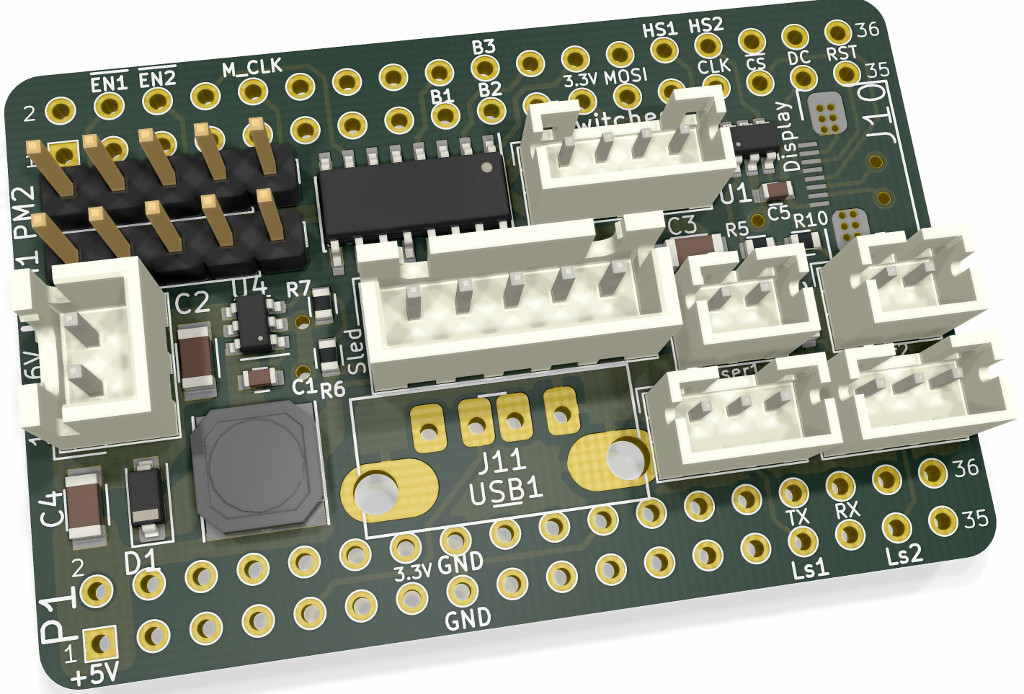 HS1 HS2
36
B3
CLK
CS
DC
RST
EN1
EN2
M_CLK
3.3V
MOSI
35
2
B1
B2
J10
Display
PM2
U1
C5
C3
R5
R10
C2
U4
R7
Sled
6V
C1
R6
J11
USB1
36
C4
TX
RX
35
D1
2
3.3V
GND
Ls1
Ls2
P1
GND
1
+5V